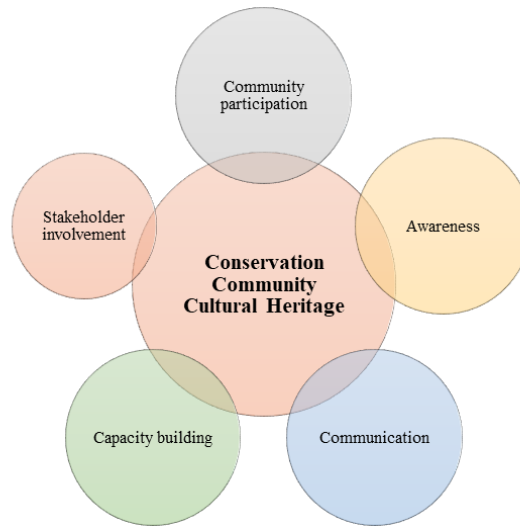 Community
participation
Stakeholder
involvement
Awareness
Conservation
Community
Cultural Heritage
Capacity building
Communication